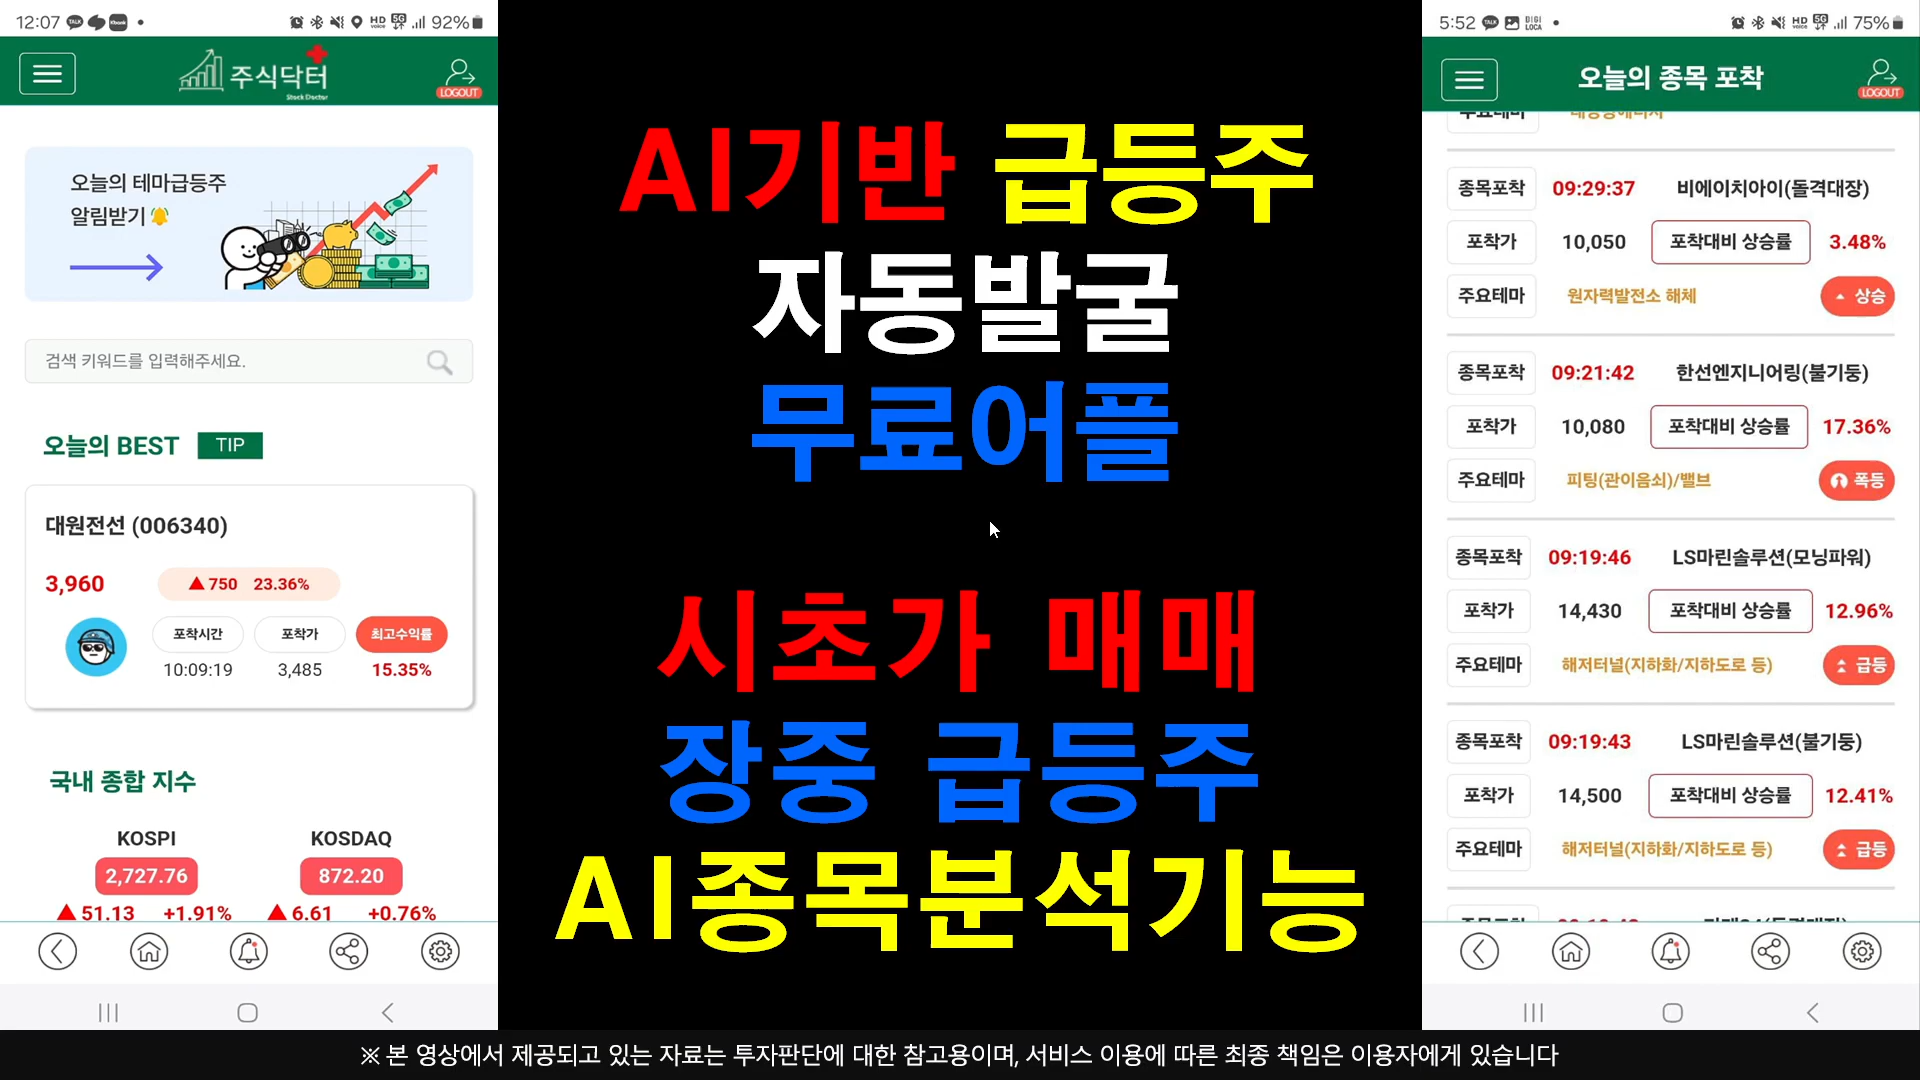 12:07
92%
주식닥터
Stock Doctor
LOGOUT
오늘의 테마급등주
알림받기
검색 키워드를 입력해주세요.
오늘의 BEST TIP
대원전선 (006340)
3,960 ▲ 750 23.36%
포착시간 포착가 최고수익률
10:09:19 3,485 15.35%
국내 종합 지수
KOSPI KOSDAQ
2,727.76 872.20
▲ 51.13 +1.91% ▲ 6.61 +0.76%
AI기반 급등주
자동발굴
무료어플
시초가 매매
장중 급등주
AI종목분석기능
5:52
75%
오늘의 종목 포착
LOGOUT
종목포착 09:29:37 비에이치아이(돌격대장)
포착가 10,050 포착대비 상승률 3.48%
주요테마 원자력발전소 해체 상승
종목포착 09:21:42 한선엔지니어링(불기둥)
포착가 10,080 포착대비 상승률 17.36%
주요테마 피팅(관이음쇠)/밸브 폭등
종목포착 09:19:46 LS마린솔루션(모닝파워)
포착가 14,430 포착대비 상승률 12.96%
주요테마 해저터널(지하화/지하도로 등) 급등
종목포착 09:19:43 LS마린솔루션(불기둥)
포착가 14,500 포착대비 상승률 12.41%
주요테마 해저터널(지하화/지하도로 등) 급등
※ 본 영상에서 제공되고 있는 자료는 투자판단에 대한 참고용이며, 서비스 이용에 따른 최종 책임은 이용자에게 있습니다